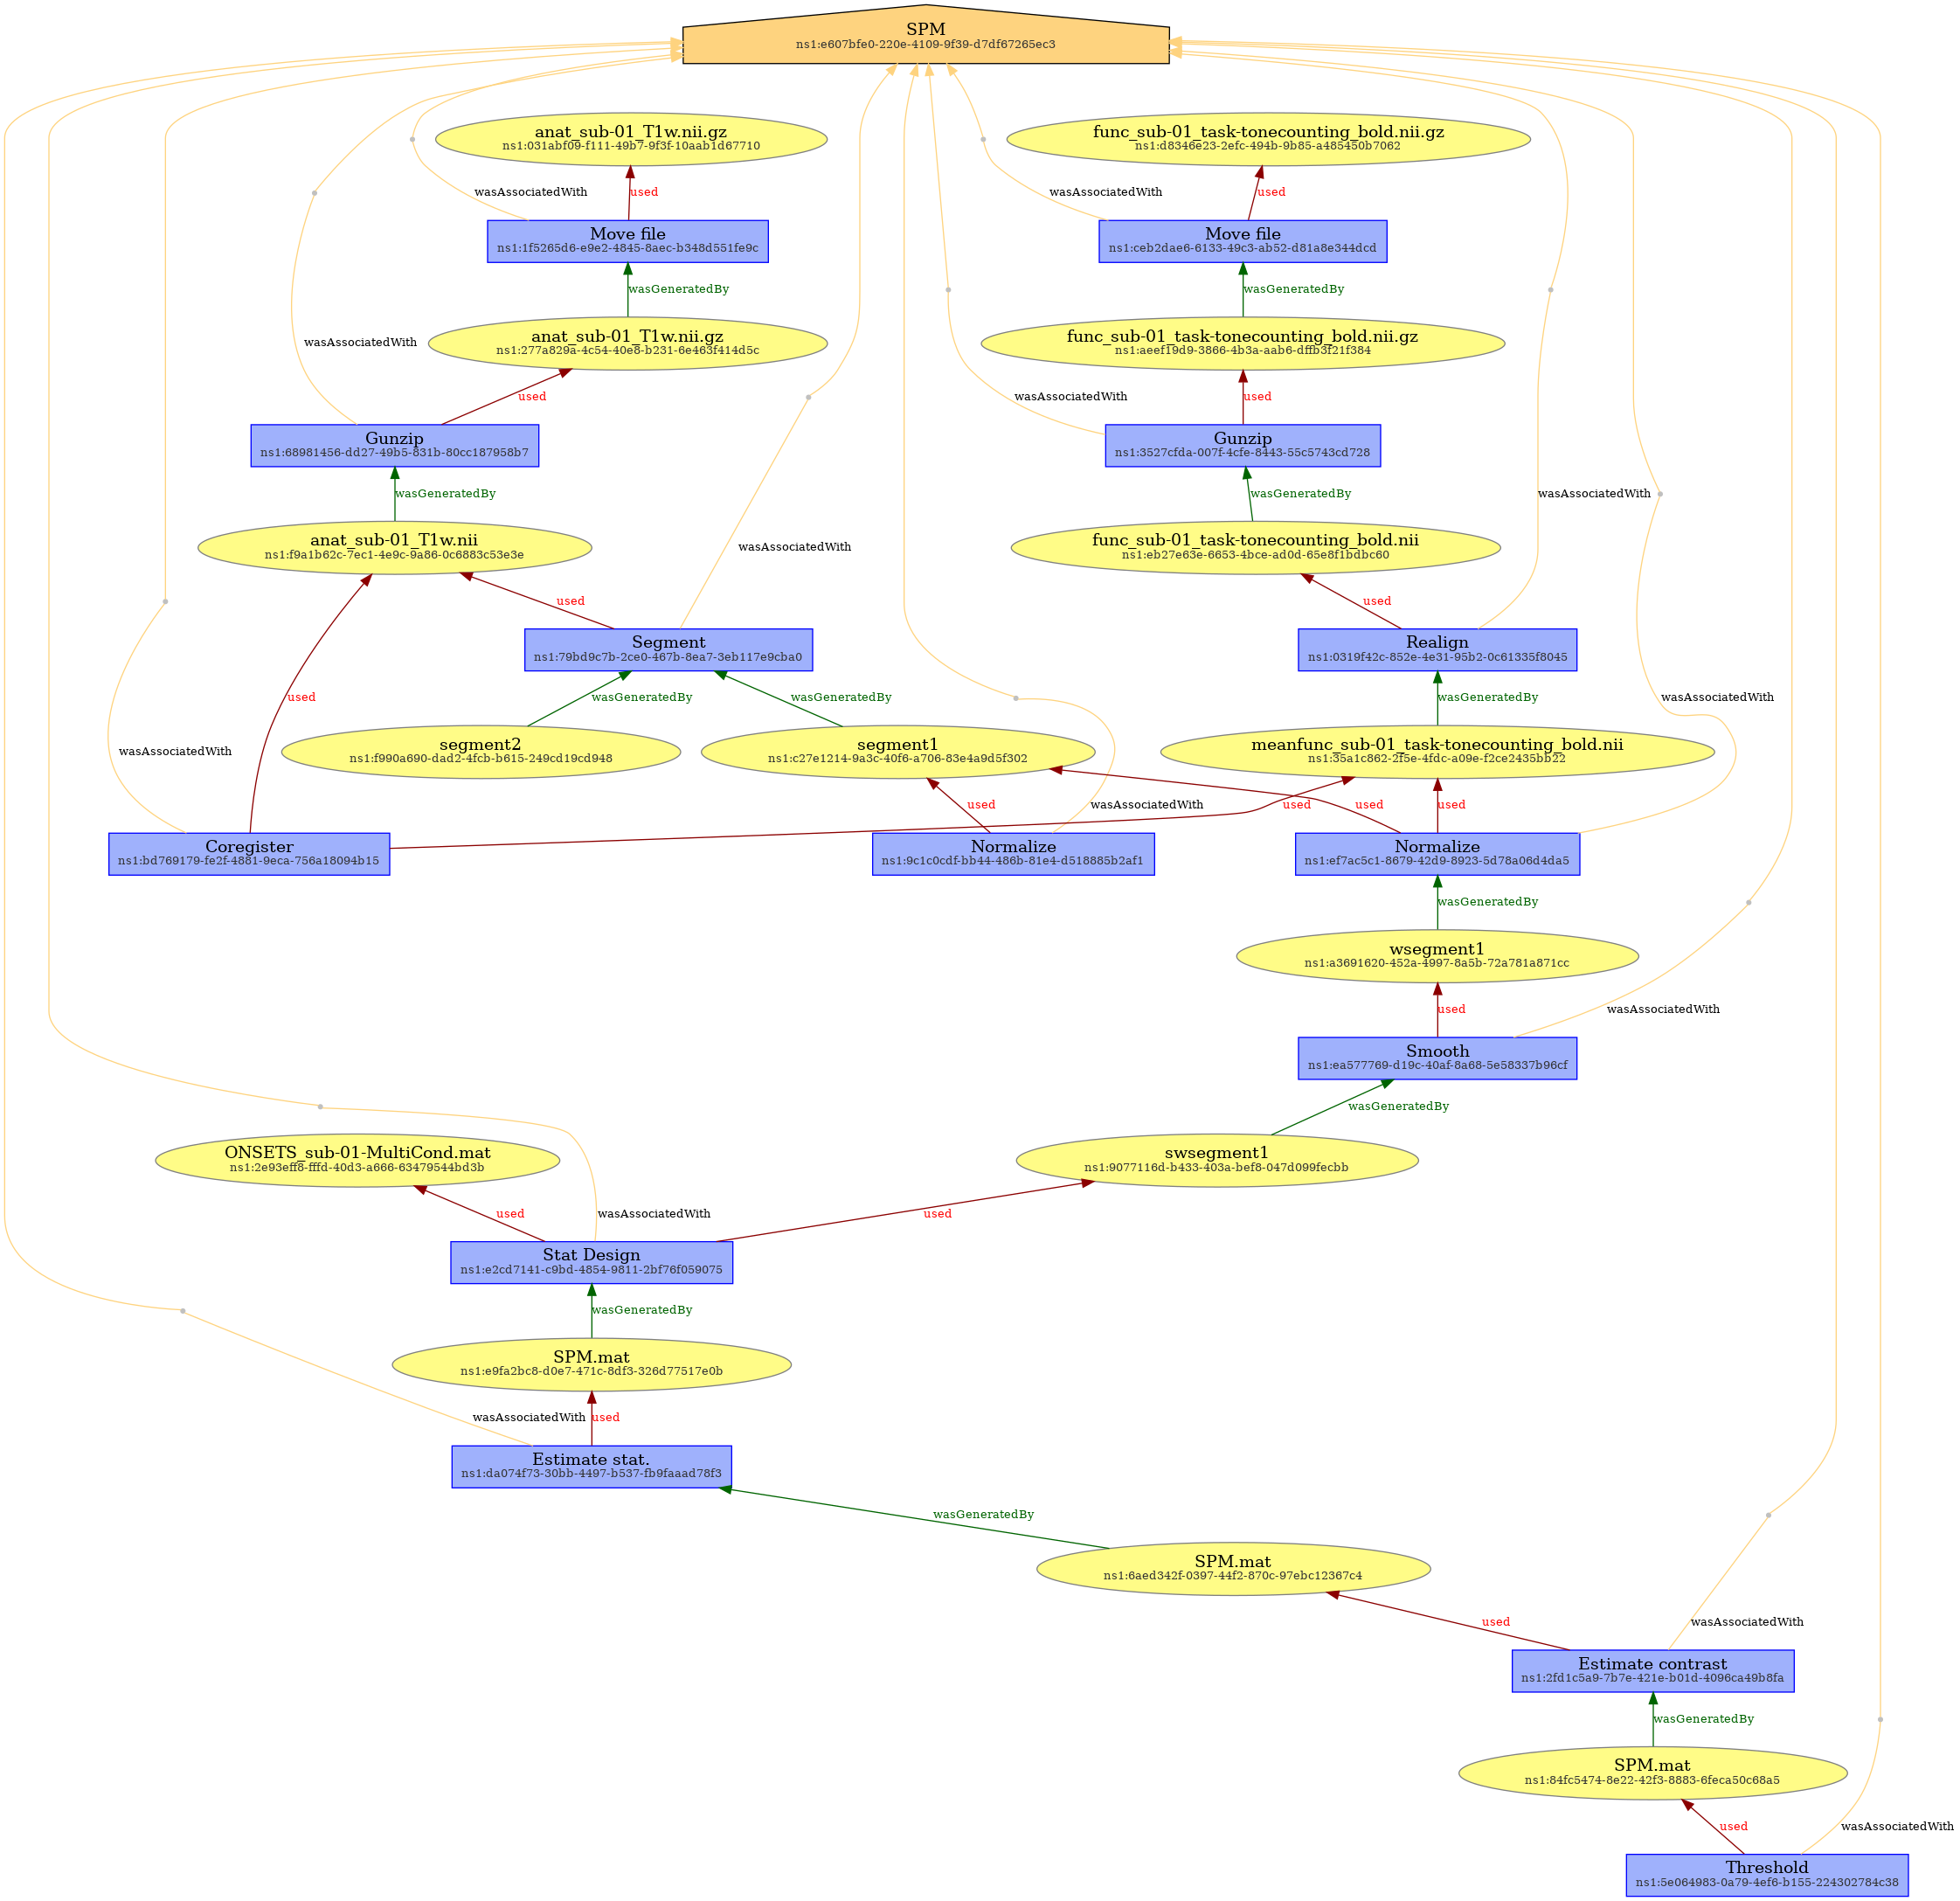 SPM
ns1:e607bfe0-220e-4109-9f39-d7df67265ec3
anat_sub-01_T1w.nii.gz
ns1:031abf09-f111-49b7-9f3f-10aab1d67710
func_sub-01_task-tonecounting_bold.nii.gz
ns1:d8346e23-2efc-494b-9b85-a485450b7062
wasAssociatedWith
used
wasAssociatedWith
used
Move file
ns1:1f5265d6-e9e2-4845-8aec-b348d551fe9c
Move file
ns1:ceb2dae6-6133-49c3-ab52-d81a8e344dcd
wasGeneratedBy
wasGeneratedBy
wasAssociatedWith
anat_sub-01_T1w.nii.gz
ns1:277a829a-4c54-40e8-b231-6e463f414d5c
func_sub-01_task-tonecounting_bold.nii.gz
ns1:aeef19d9-3866-4b3a-aab6-dffb3f21f384
used
wasAssociatedWith
used
Gunzip
ns1:68981456-dd27-49b5-831b-80cc187958b7
Gunzip
ns1:3527cfda-007f-4cfe-8443-55c5743cd728
wasGeneratedBy
wasGeneratedBy
wasAssociatedWith
anat_sub-01_T1w.nii
ns1:f9a1b62c-7ec1-4e9c-9a86-0c6883c53e3e
wasAssociatedWith
func_sub-01_task-tonecounting_bold.nii
ns1:eb27e63e-6653-4bce-ad0d-65e8f1bdbc60
used
used
Segment
ns1:79bd9c7b-2ce0-467b-8ea7-3eb117e9cba0
Realign
ns1:0319f42c-852e-4e31-95b2-0c61335f8045
used
wasGeneratedBy
wasGeneratedBy
wasGeneratedBy
wasAssociatedWith
wasAssociatedWith
segment2
ns1:f990a690-dad2-4fcb-b615-249cd19cd948
segment1
ns1:c27e1214-9a3c-40f6-a706-83e4a9d5f302
meanfunc_sub-01_task-tonecounting_bold.nii
ns1:35a1c862-2f5e-4fdc-a09e-f2ce2435bb22
used
wasAssociatedWith
used
used
used
Coregister
ns1:bd769179-fe2f-4881-9eca-756a18094b15
Normalize
ns1:9c1c0cdf-bb44-486b-81e4-d518885b2af1
Normalize
ns1:ef7ac5c1-8679-42d9-8923-5d78a06d4da5
wasGeneratedBy
wsegment1
ns1:a3691620-452a-4997-8a5b-72a781a871cc
used
wasAssociatedWith
Smooth
ns1:ea577769-d19c-40af-8a68-5e58337b96cf
wasGeneratedBy
ONSETS_sub-01-MultiCond.mat
ns1:2e93eff8-fffd-40d3-a666-63479544bd3b
swsegment1
ns1:9077116d-b433-403a-bef8-047d099fecbb
used
wasAssociatedWith
used
Stat Design
ns1:e2cd7141-c9bd-4854-9811-2bf76f059075
wasGeneratedBy
SPM.mat
ns1:e9fa2bc8-d0e7-471c-8df3-326d77517e0b
wasAssociatedWith
used
Estimate stat.
ns1:da074f73-30bb-4497-b537-fb9faaad78f3
wasGeneratedBy
SPM.mat
ns1:6aed342f-0397-44f2-870c-97ebc12367c4
used
wasAssociatedWith
Estimate contrast
ns1:2fd1c5a9-7b7e-421e-b01d-4096ca49b8fa
wasGeneratedBy
SPM.mat
ns1:84fc5474-8e22-42f3-8883-6feca50c68a5
used
wasAssociatedWith
Threshold
ns1:5e064983-0a79-4ef6-b155-224302784c38